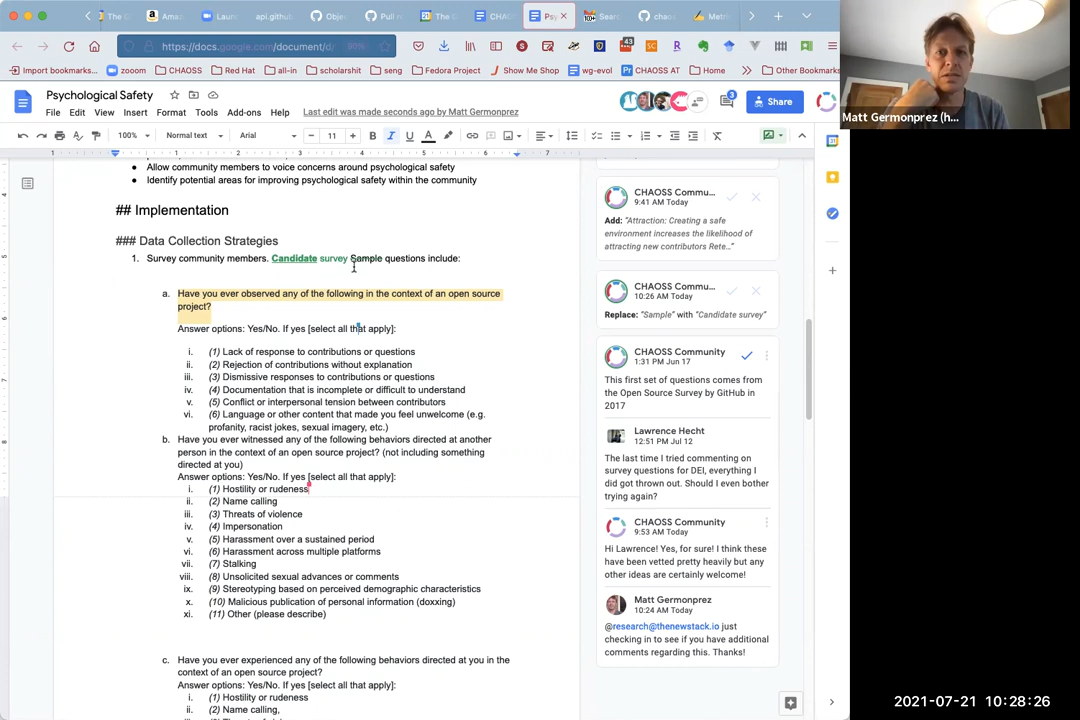 The G
Amaz
Laun
api.github
Obje
Pull r
The G
CHAU
Psy
Sear
chao
Metri
https://docs.google.com/document/d/
80%
43
Import bookmarks...
zooom
CHAOSS
Red Hat
all-in
scholarshit
seng
Fedora Project
Show Me Shop
wg-evol
CHAOSS AT
Home
Other Bookmarks
Psychological Safety
File Edit View Insert Format Tools Add-ons Help
Last edit was made seconds ago by Matt Germonprez
3
Share
100%
Normal text
Arial
11
Allow community members to voice concerns around psychological safety
Identify potential areas for improving psychological safety within the community
## Implementation
### Data Collection Strategies
1. Survey community members. Candidate survey Sample questions include:
a. Have you ever observed any of the following in the context of an open source
project?
Answer options: Yes/No. If yes [select all that apply]:
i. (1) Lack of response to contributions or questions
ii. (2) Rejection of contributions without explanation
iii. (3) Dismissive responses to contributions or questions
iv. (4) Documentation that is incomplete or difficult to understand
v. (5) Conflict or interpersonal tension between contributors
vi. (6) Language or other content that made you feel unwelcome (e.g.
profanity, racist jokes, sexual imagery, etc.)
b. Have you ever witnessed any of the following behaviors directed at another
person in the context of an open source project? (not including something
directed at you)
Answer options: Yes/No. If yes [select all that apply]:
i. (1) Hostility or rudeness
ii. (2) Name calling
iii. (3) Threats of violence
iv. (4) Impersonation
v. (5) Harassment over a sustained period
vi. (6) Harassment across multiple platforms
vii. (7) Stalking
viii. (8) Unsolicited sexual advances or comments
ix. (9) Stereotyping based on perceived demographic characteristics
x. (10) Malicious publication of personal information (doxxing)
xi. (11) Other (please describe)
c. Have you ever experienced any of the following behaviors directed at you in the
context of an open source project?
Answer options: Yes/No. If yes [select all that apply]:
i. (1) Hostility or rudeness
ii. (2) Name calling,
CHAOSS Commu...
9:41 AM Today
Add: "Attraction: Creating a safe
environment increases the likelihood of
attracting new contributors Rete..."
CHAOSS Commu...
10:26 AM Today
Replace: "Sample" with "Candidate survey"
CHAOSS Community
1:31 PM Jun 17
This first set of questions comes from
the Open Source Survey by GitHub in
2017
Lawrence Hecht
12:51 PM Jul 12
The last time I tried commenting on
survey questions for DEI, everything I
did got thrown out. Should I even bother
trying again?
CHAOSS Community
9:53 AM Today
Hi Lawrence! Yes, for sure! I think these
have been vetted pretty heavily but any
other ideas are certainly welcome!
Matt Germonprez
10:24 AM Today
@research@thenewstack.io just
checking in to see if you have additional
comments regarding this. Thanks!
Matt Germonprez (h...
2021-07-21 10:28:26